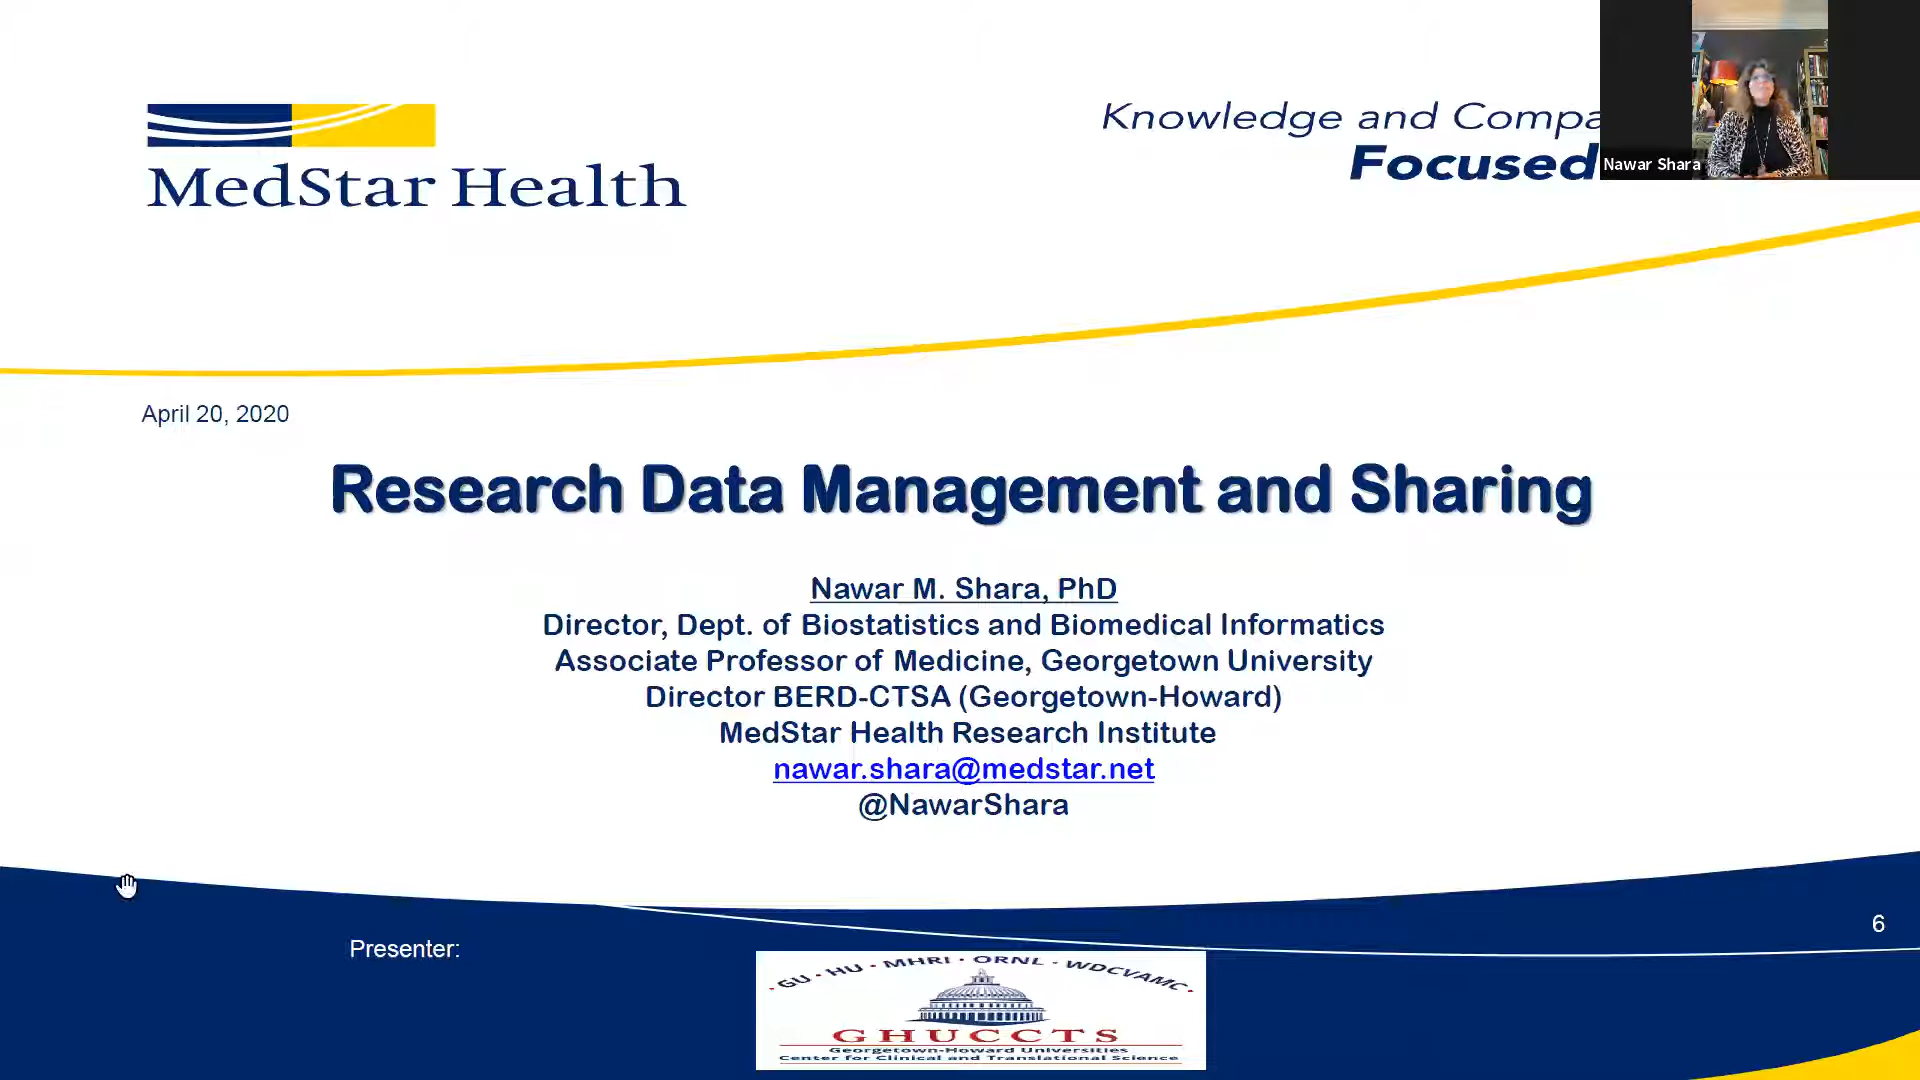 MedStar Health
Knowledge and Compa
Focused
Nawar Shara
April 20, 2020
Research Data Management and Sharing
Nawar M. Shara, PhD
Director, Dept. of Biostatistics and Biomedical Informatics
Associate Professor of Medicine, Georgetown University
Director BERD-CTSA (Georgetown-Howard)
MedStar Health Research Institute
nawar.shara@medstar.net
@NawarShara
6
Presenter:
· GU · HU · MHRI · ORNL · WDCVAMC ·
GHUCCTS
Georgetown-Howard Universities
Center for Clinical and Translational Science